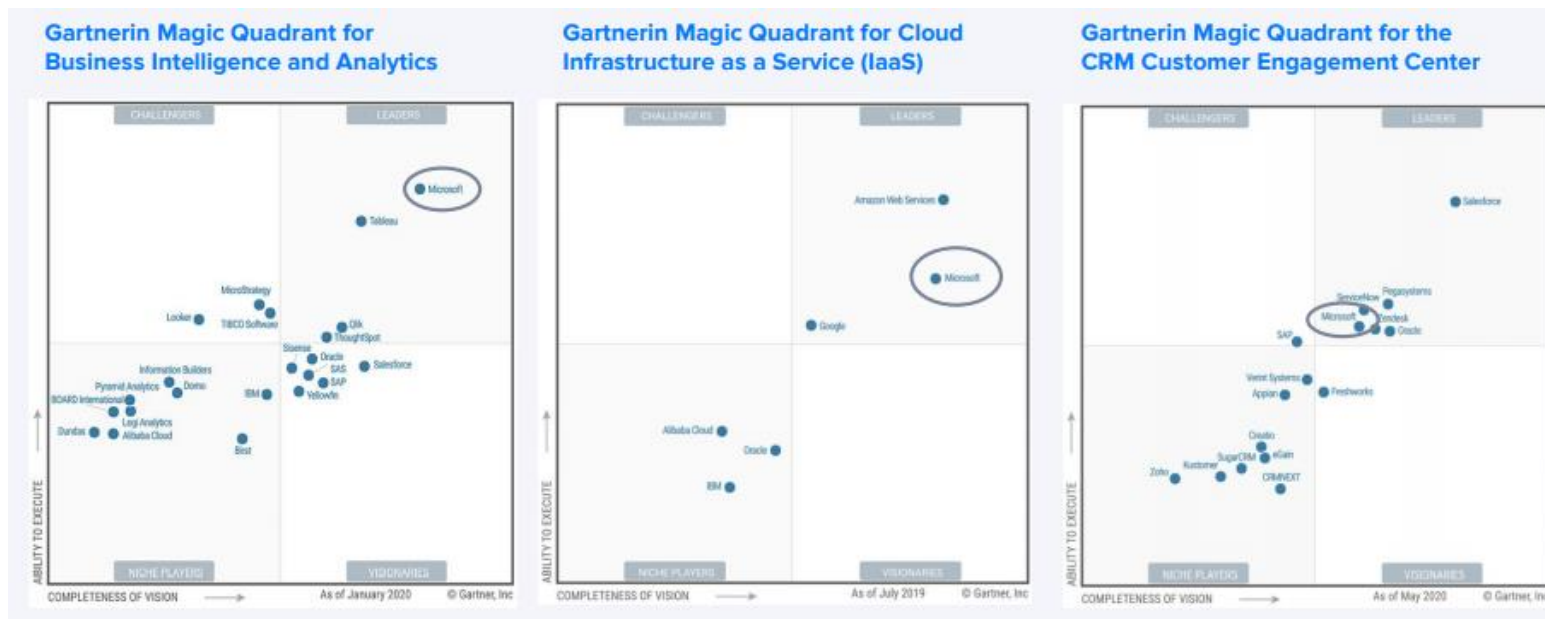 Gartnerin Magic Quadrant for
Business Intelligence and Analytics
CHALLENGERS
LEADERS
Microsoft
Tableau
MicroStrategy
Looker
TIBCO Software
Qlik
ThoughtSpot
Sisense
Oracle
SAS
Salesforce
SAP
Yellowfin
Information Builders
Domo
Pyramid Analytics
IBM
BOARD International
Logi Analytics
Dundas
Alibaba Cloud
Birst
ABILITY TO EXECUTE
NICHE PLAYERS
VISIONARIES
COMPLETENESS OF VISION
As of January 2020
© Gartner, Inc
Gartnerin Magic Quadrant for Cloud
Infrastructure as a Service (IaaS)
CHALLENGERS
LEADERS
Amazon Web Services
Microsoft
Google
Alibaba Cloud
Oracle
IBM
ABILITY TO EXECUTE
NICHE PLAYERS
VISIONARIES
COMPLETENESS OF VISION
As of July 2019
© Gartner, Inc
Gartnerin Magic Quadrant for the
CRM Customer Engagement Center
CHALLENGERS
LEADERS
Salesforce
Pegasystems
ServiceNow
Microsoft
Zendesk
Oracle
SAP
Verint Systems
Appian
Freshworks
Creatio
SugarCRM
eGain
Kustomer
Zoho
CRMNEXT
ABILITY TO EXECUTE
NICHE PLAYERS
VISIONARIES
COMPLETENESS OF VISION
As of May 2020
© Gartner, Inc